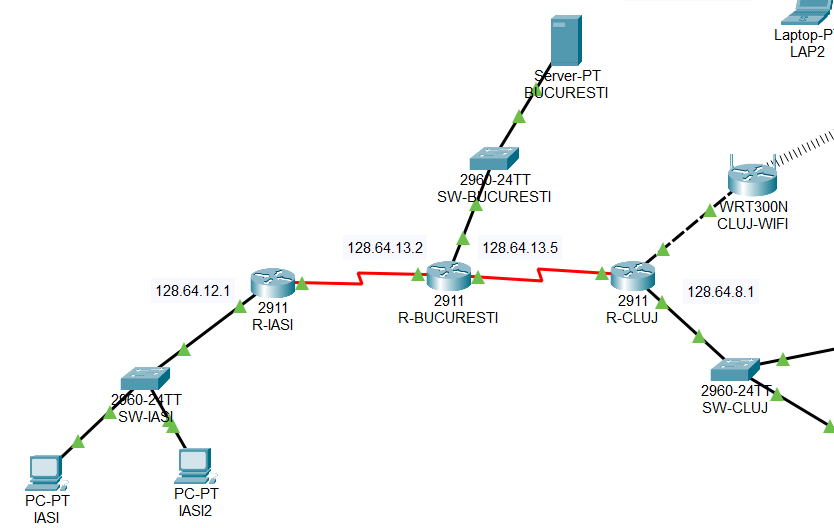 Laptop-PT
LAP2
Server-PT
BUCURESTI
2960-24TT
SW-BUCURESTI
WRT300N
CLUJ-WIFI
128.64.13.2
128.64.13.5
128.64.12.1
128.64.8.1
2911
R-IASI
2911
R-BUCURESTI
2911
R-CLUJ
2960-24TT
SW-IASI
2960-24TT
SW-CLUJ
PC-PT
IASI
PC-PT
IASI2